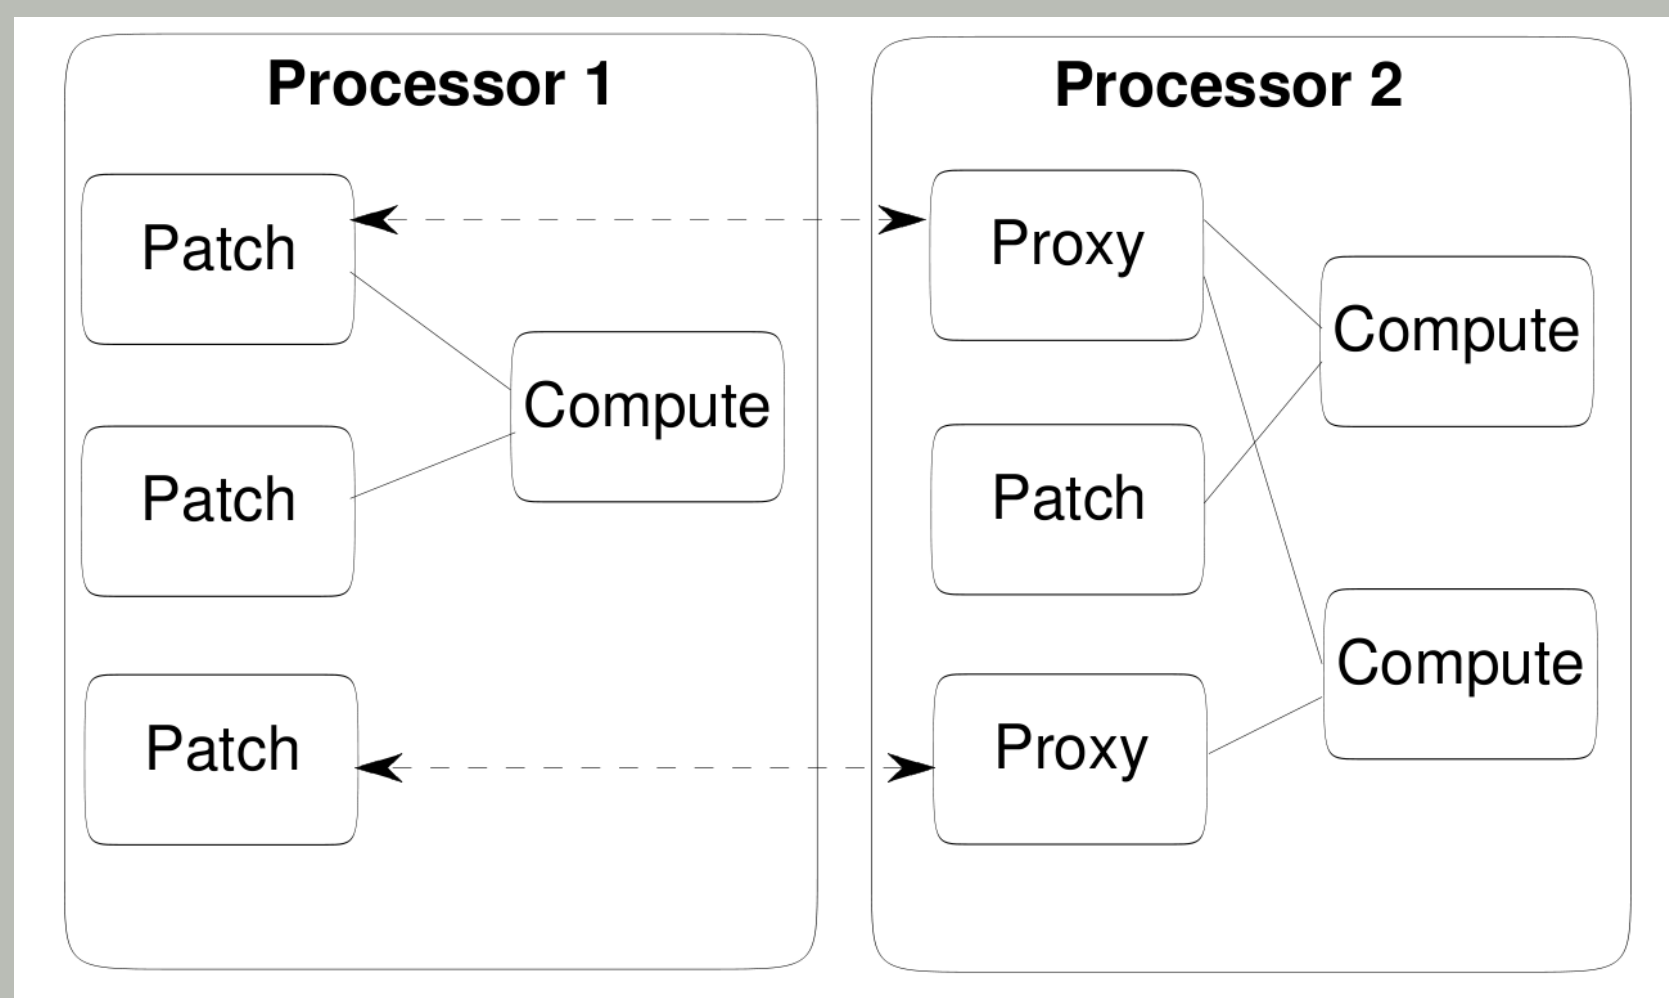 Processor 1
Patch
Patch
Compute
Patch
Processor 2
Proxy
Compute
Patch
Compute
Proxy